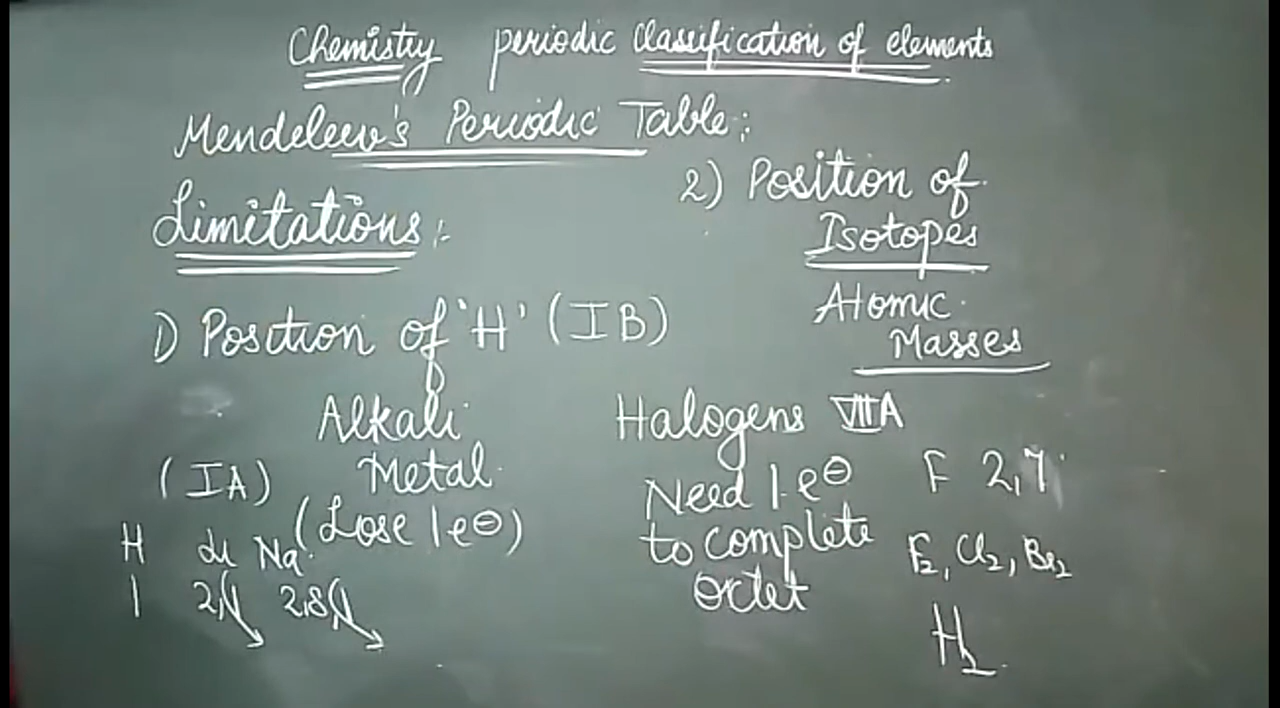 Chemistry periodic classification of elements
Mendeleev's Periodic Table:
Limitations:-
1) Position of 'H' (IB)
Alkali
Metal
(IA)
(Lose 1e⊖)
H Li Na
1 2,1 2,8,1
2) Position of
Isotopes
Atomic
Masses
Halogens VIIA
Need 1e⊖
to complete
octet
F 2,7
F2, Cl2, Br2
H2